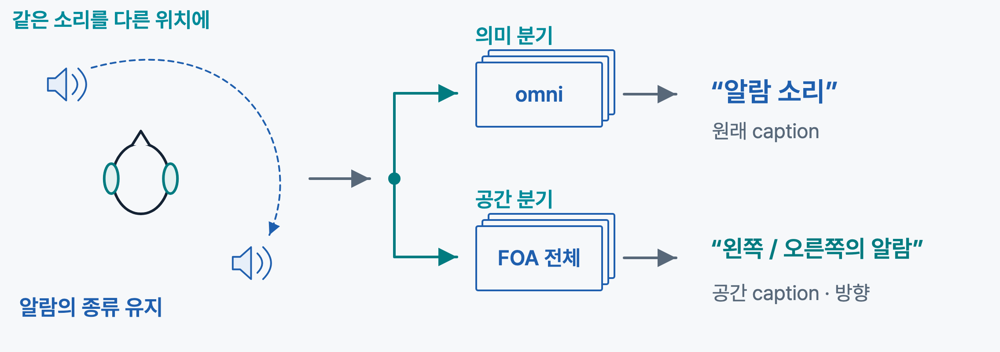 같은 소리를 다른 위치에
알람의 종류 유지
의미 분기
omni
“알람 소리”
원래 caption
공간 분기
FOA 전체
“왼쪽 / 오른쪽의 알람”
공간 caption · 방향